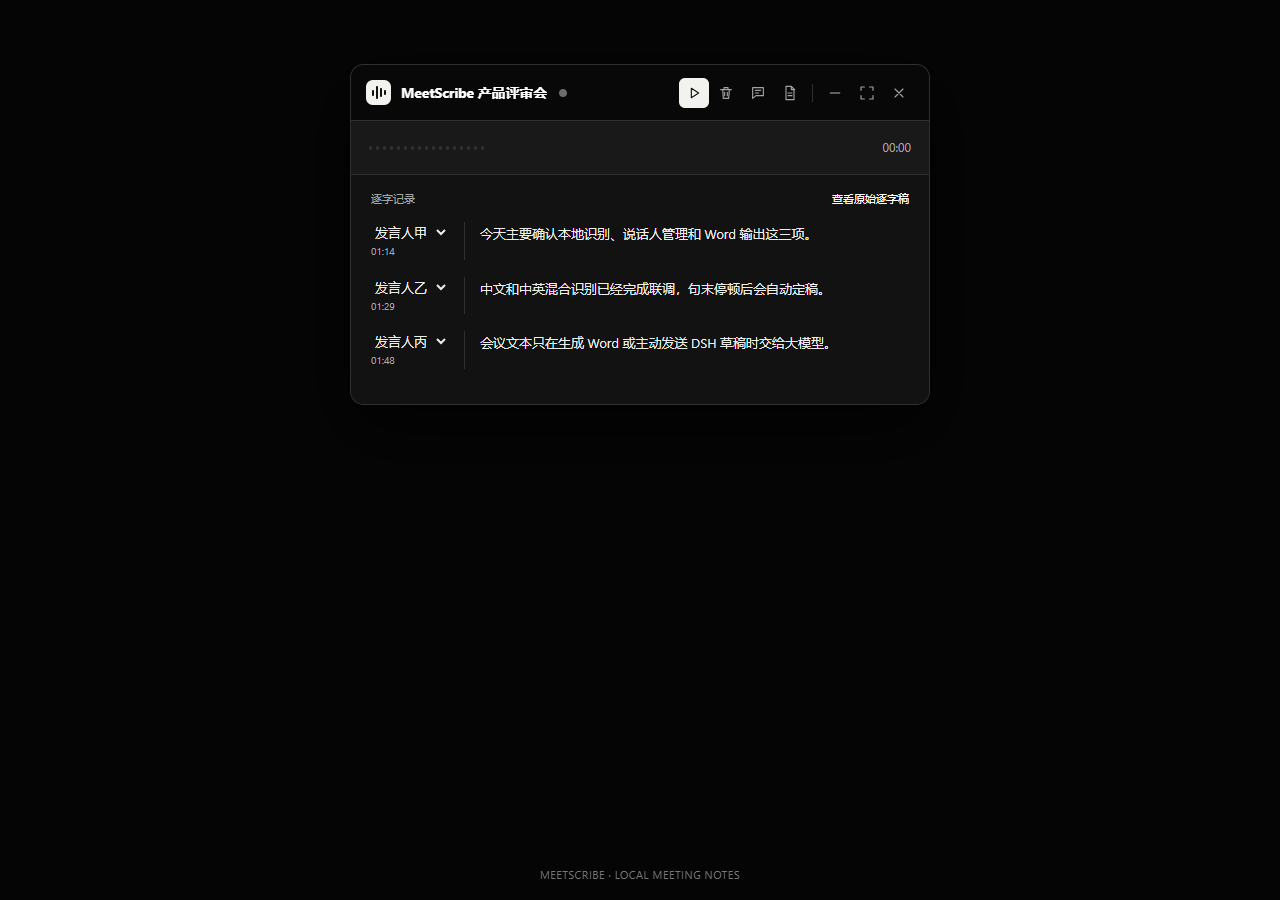 MeetScribe 产品评审会
00:00
逐字记录
查看原始逐字稿
发言人甲
01:14
今天主要确认本地识别、说话人管理和 Word 输出这三项。
发言人乙
01:29
中文和中英混合识别已经完成联调，句末停顿后会自动定稿。
发言人丙
01:48
会议文本只在生成 Word 或主动发送 DSH 草稿时交给大模型。
MEETSCRIBE · LOCAL MEETING NOTES